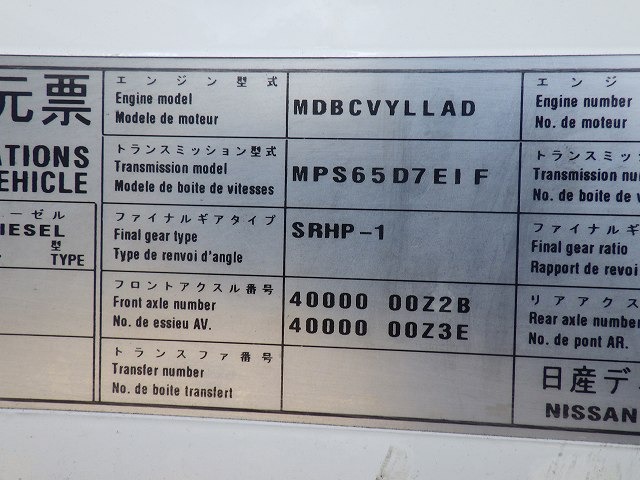 元票
ATIONS
EHICLE
ーゼル
IESEL
型
TYPE
エンジン型式
Engine model
Modele de moteur
MDBCVYLLAD
トランスミッション型式
Transmission model
Modele de boite de vitesses
MPS65D7EIF
ファイナルギアタイプ
Final gear type
Type de renvoi d'angle
SRHP-1
フロントアクスル番号
Front axle number
No. de essieu AV.
40000 00Z2B
40000 00Z3E
トランスファ番号
Transfer number
No. de boite transfert
エンジ
Engine number
No. de moteur
トランスミッ
Transmission nu
No. de boite de v
ファイナルギ
Final gear ratio
Rapport de renvoi
リアアクス
Rear axle number
No. de pont AR.
日産デ
NISSAN